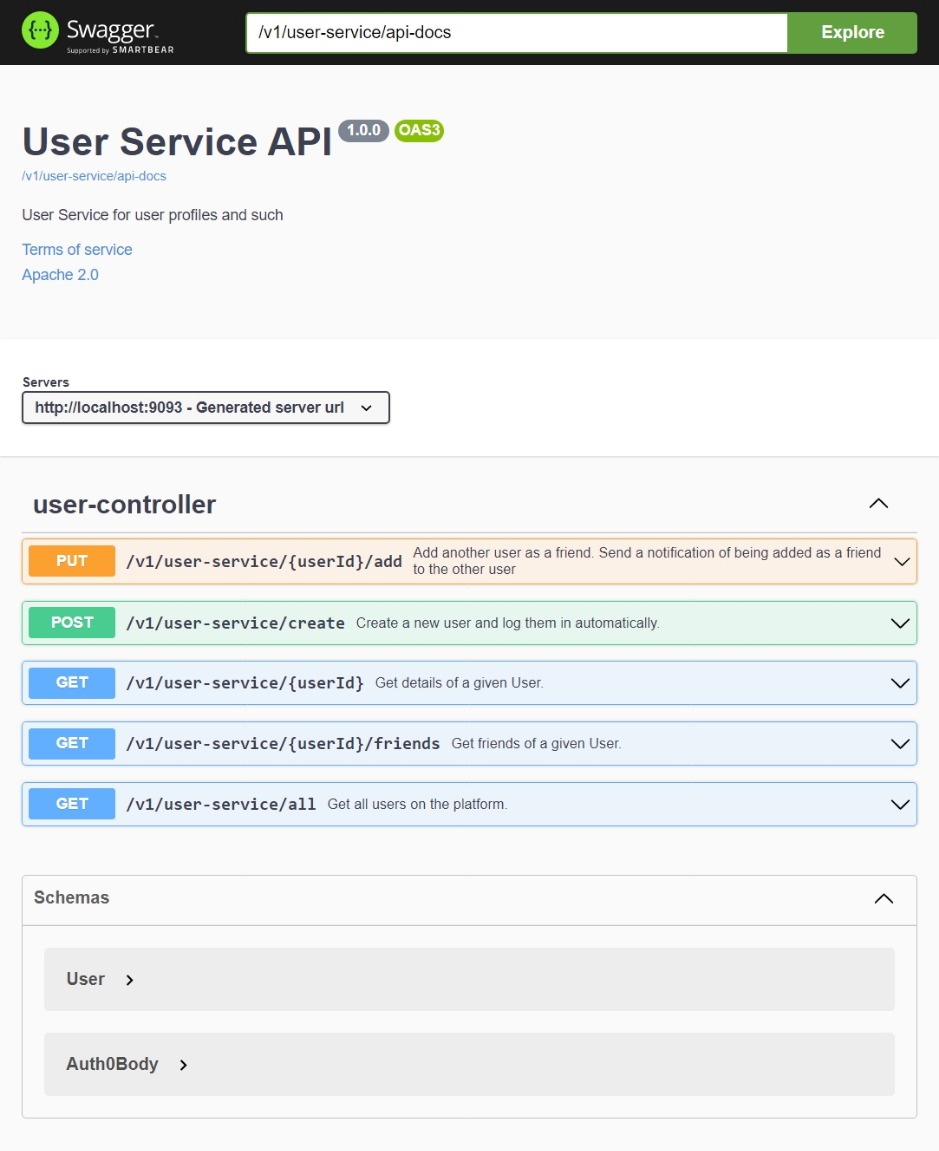 {···} Swagger™
Supported by SMARTBEAR
/v1/user-service/api-docs
Explore
User Service API 1.0.0 OAS3
/v1/user-service/api-docs
User Service for user profiles and such
Terms of service
Apache 2.0
Servers
http://localhost:9093 - Generated server url
user-controller
PUT /v1/user-service/{userId}/add Add another user as a friend. Send a notification of being added as a friend
to the other user
POST /v1/user-service/create Create a new user and log them in automatically.
GET /v1/user-service/{userId} Get details of a given User.
GET /v1/user-service/{userId}/friends Get friends of a given User.
GET /v1/user-service/all Get all users on the platform.
Schemas
User
Auth0Body